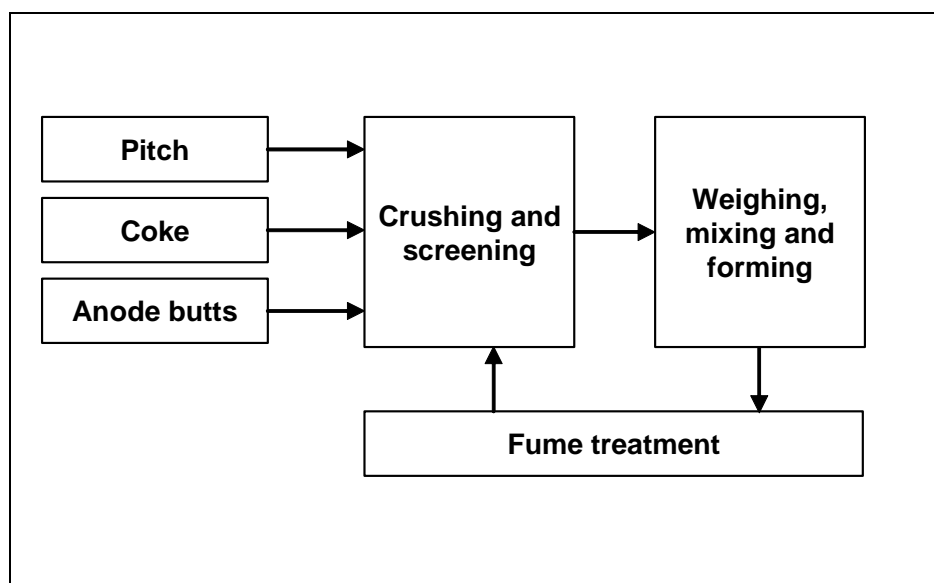 Pitch
Coke
Anode butts
Crushing and
screening
Weighing,
mixing and
forming
Fume treatment